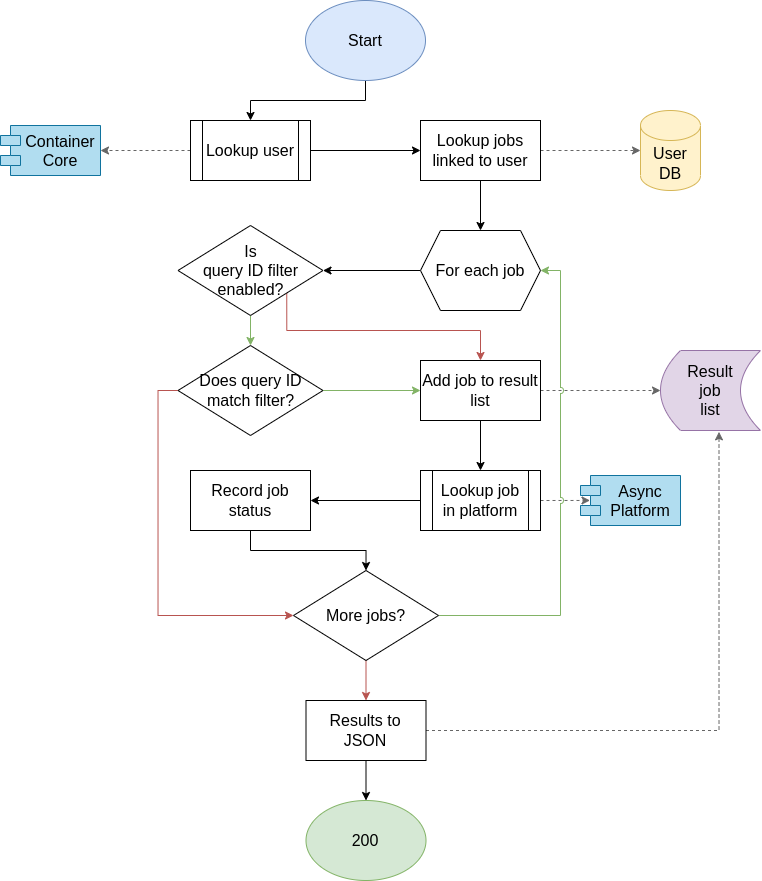 Start
Container
Core
Lookup user
Lookup jobs
linked to user
User
DB
Is
query ID filter
enabled?
For each job
Does query ID
match filter?
Add job to result
list
Result
job
list
Record job
status
Lookup job
in platform
Async
Platform
More jobs?
Results to
JSON
200